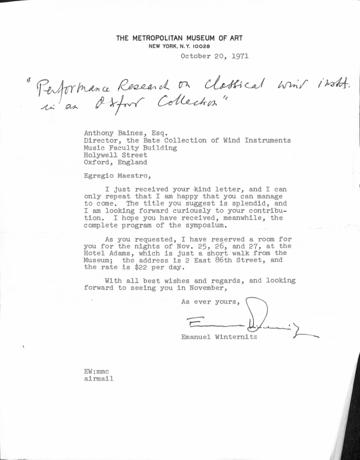 THE METROPOLITAN MUSEUM OF ART
NEW YORK, N.Y. 10028
October 20, 1971
"Performance Research on Classical wind instr.
in an Oxford Collection"
Anthony Baines, Esq.
Director, the Bate Collection of Wind Instruments
Music Faculty Building
Holywell Street
Oxford, England
Egregio Maestro,
I just received your kind letter, and I can
only repeat that I am happy that you can manage
to come. The title you suggest is splendid, and
I am looking forward curiously to your contribu-
tion. I hope you have received, meanwhile, the
complete program of the symposium.
As you requested, I have reserved a room for
you for the nights of Nov. 25, 26, and 27, at the
Hotel Adams, which is just a short walk from the
Museum; the address is 2 East 86th Street, and
the rate is $22 per day.
With all best wishes and regards, and looking
forward to seeing you in November,
As ever yours,
Emanuel Winternitz
EW:mmc
airmail